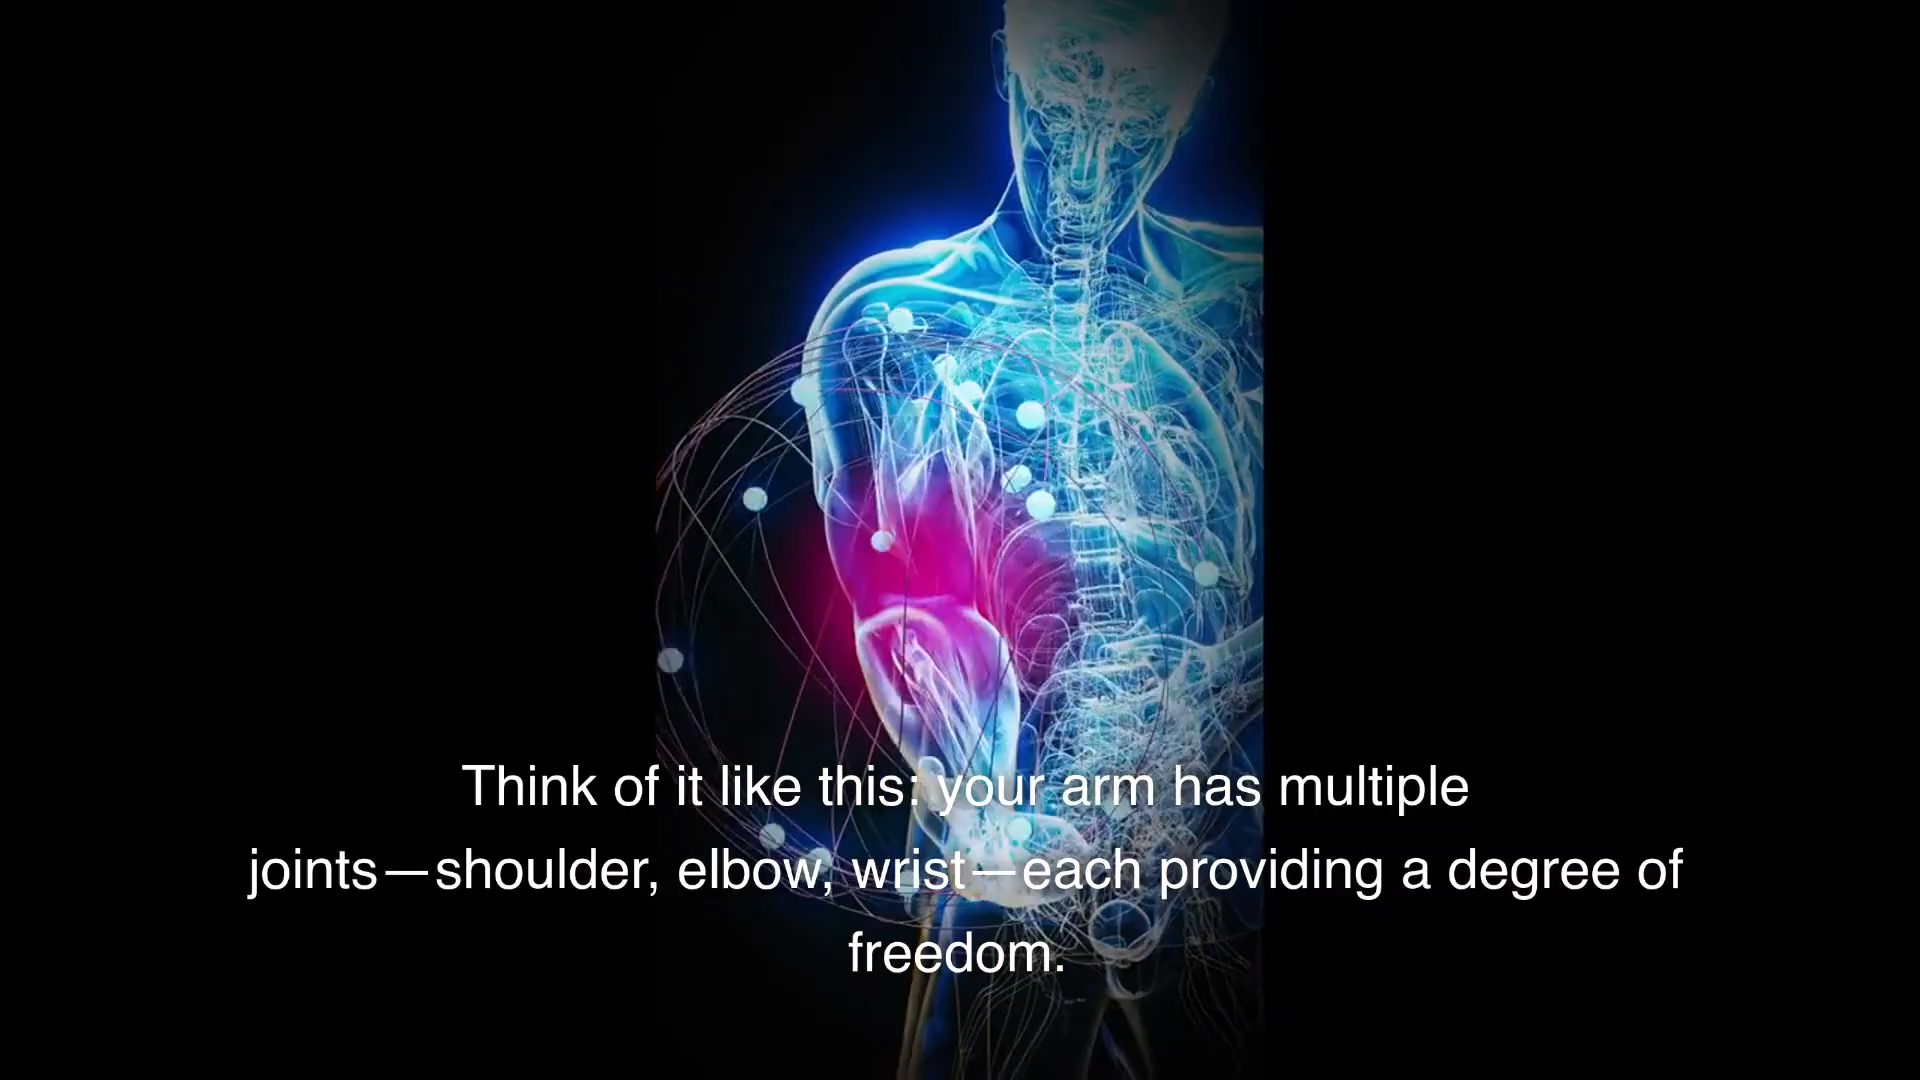 Think of it like this: your arm has multiple
joints—shoulder, elbow, wrist—each providing a degree of
freedom.